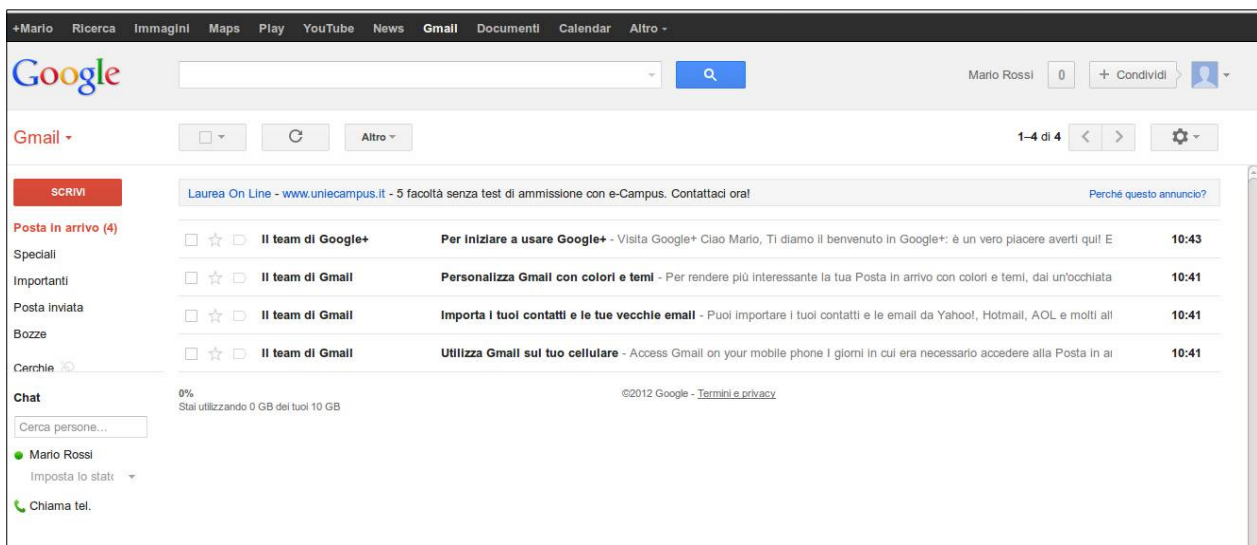 +Mario Ricerca Immagini Maps Play YouTube News Gmail Documenti Calendar Altro
Google
Mario Rossi 0 + Condividi
Gmail
Altro
1–4 di 4
SCRIVI
Laurea On Line - www.uniecampus.it - 5 facoltà senza test di ammissione con e-Campus. Contattaci ora! Perché questo annuncio?
Posta in arrivo (4)
Speciali
Importanti
Posta inviata
Bozze
Cerchie
Il team di Google+ Per iniziare a usare Google+ - Visita Google+ Ciao Mario, Ti diamo il benvenuto in Google+: è un vero piacere averti qui! E 10:43
Il team di Gmail Personalizza Gmail con colori e temi - Per rendere più interessante la tua Posta in arrivo con colori e temi, dai un'occhiata 10:41
Il team di Gmail Importa i tuoi contatti e le tue vecchie email - Puoi importare i tuoi contatti e le email da Yahoo!, Hotmail, AOL e molti 10:41
Il team di Gmail Utilizza Gmail sul tuo cellulare - Access Gmail on your mobile phone I giorni in cui era necessario accedere alla Posta in 10:41
0%
Stai utilizzando 0 GB dei tuoi 10 GB
©2012 Google - Termini e privacy
Chat
Cerca persone...
Mario Rossi
Imposta lo
Chiama tel.